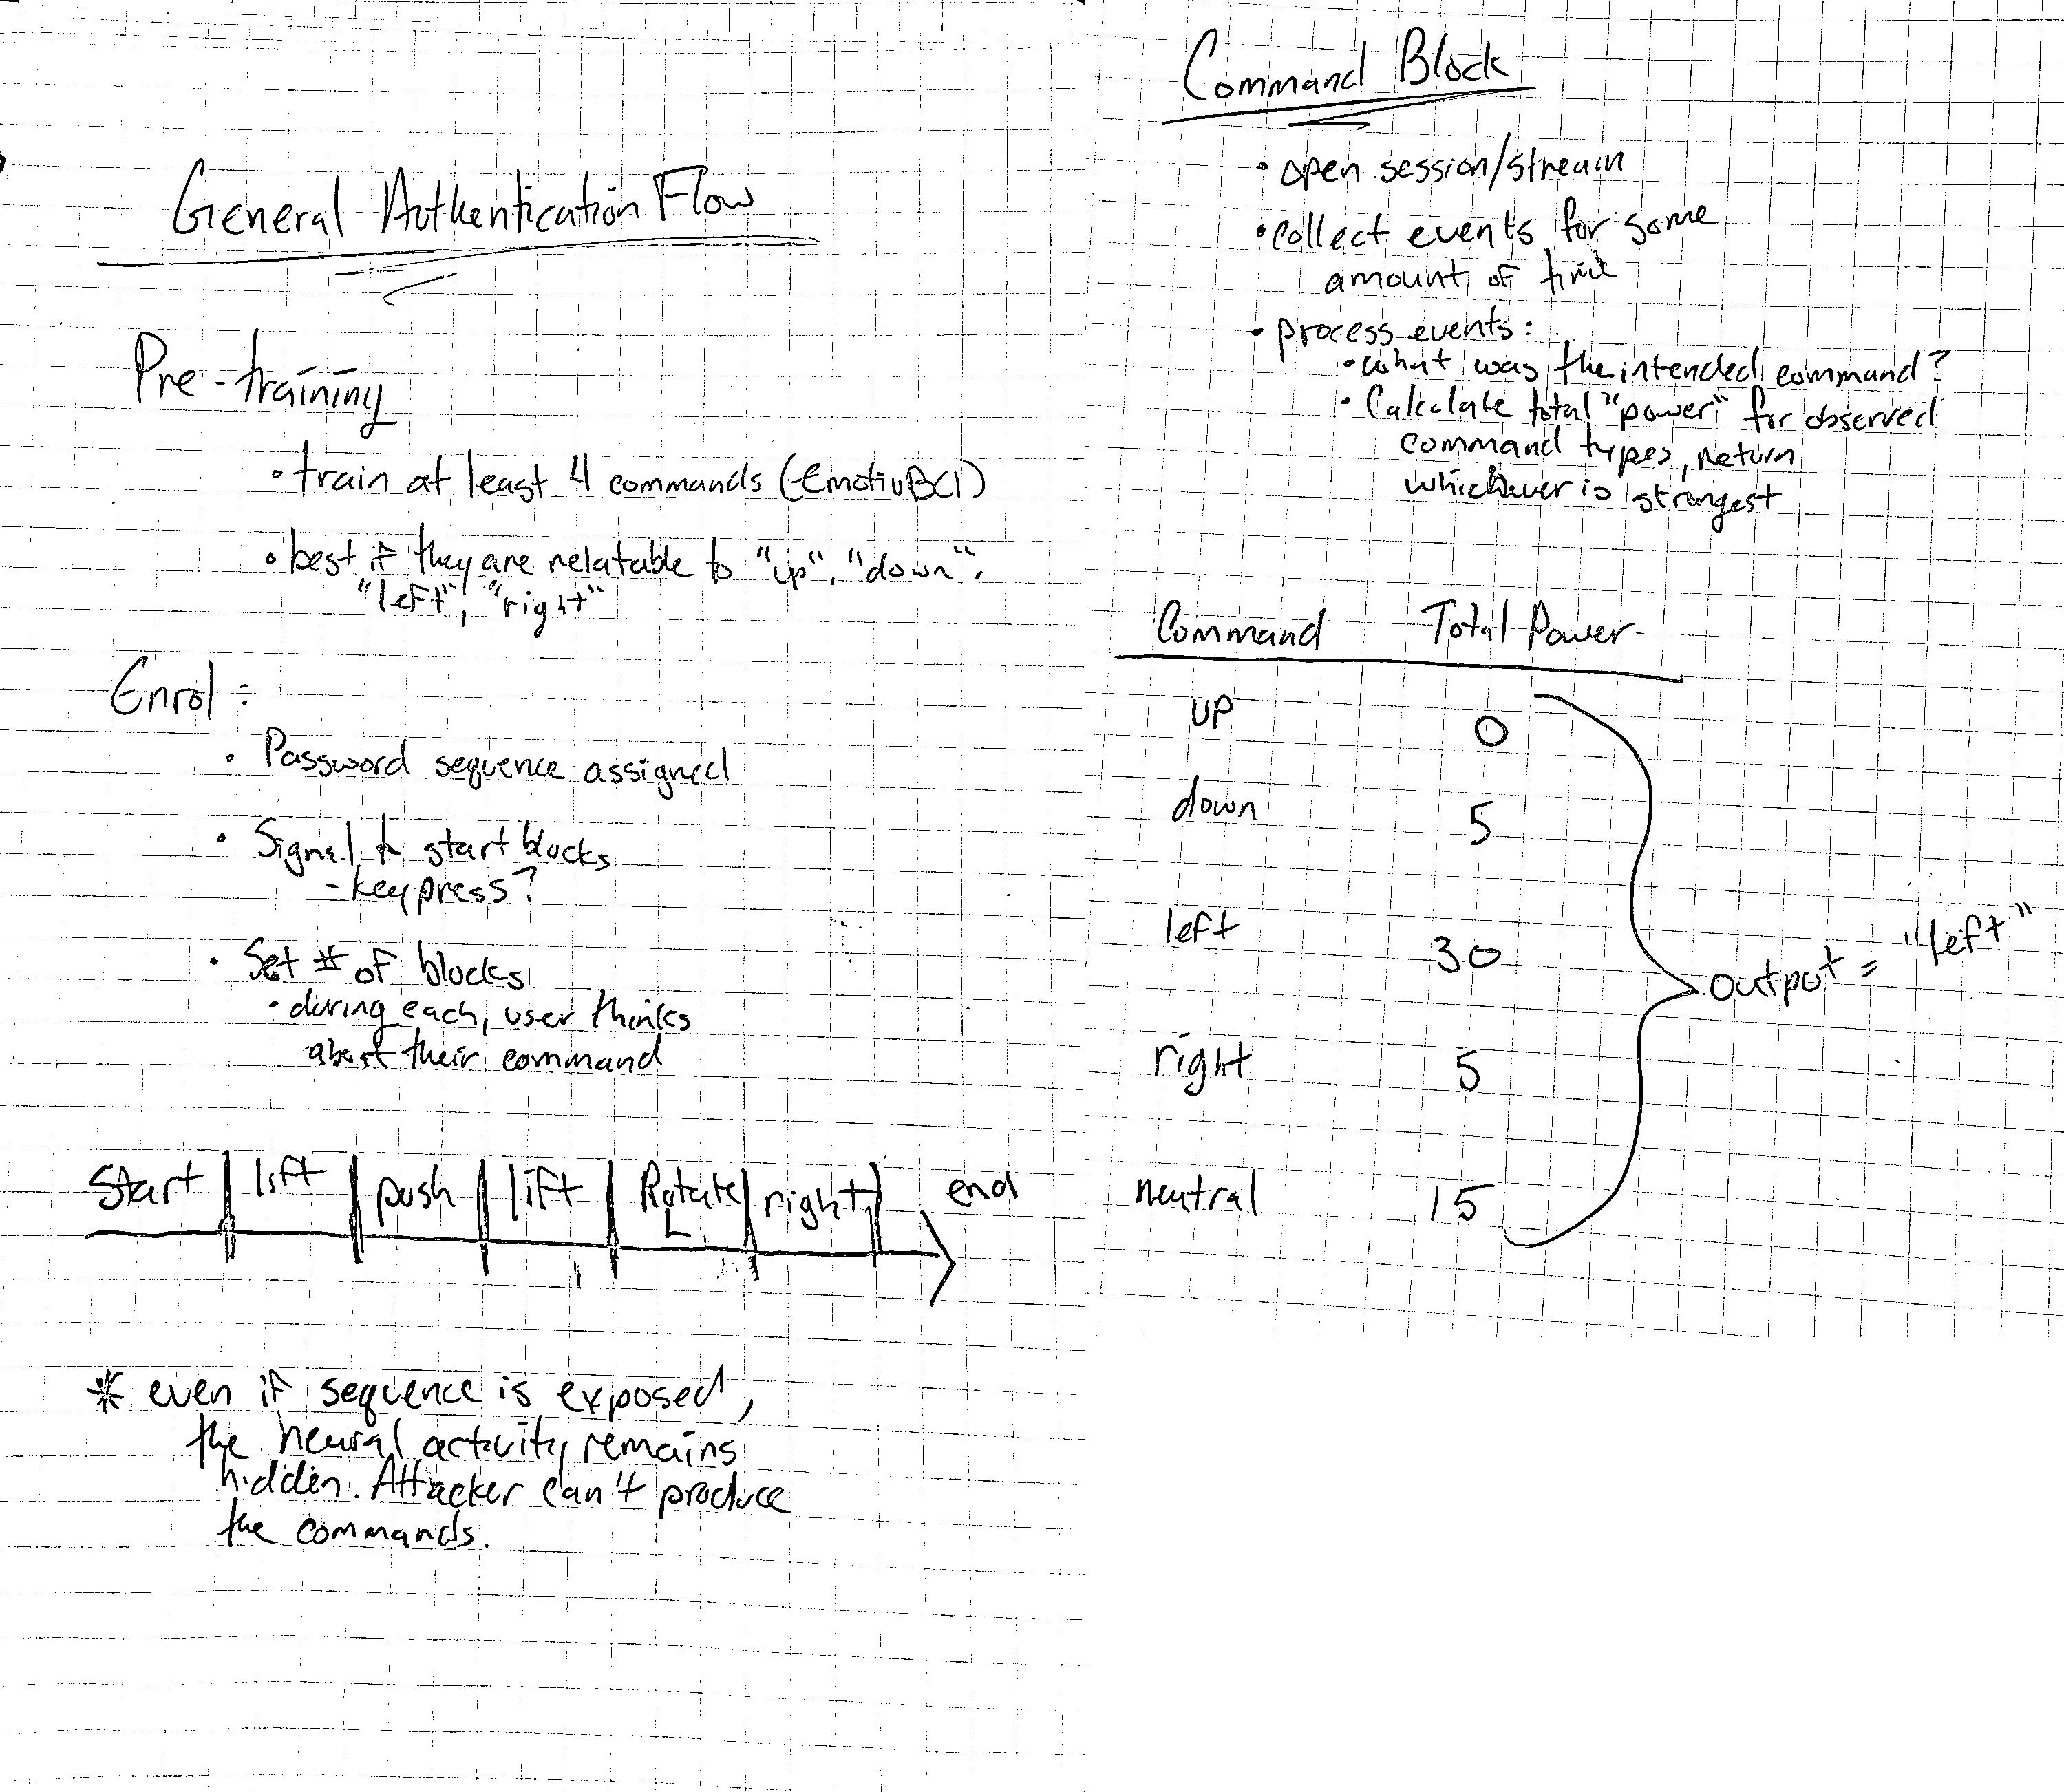 General Authentication Flow
Pre-training
• train at least 4 commands (EmotivBCI)
• best if they are relatable to "up", "down",
"left", "right"
Enrol:
• Password sequence assigned
• Signal to start blocks
- keypress?
• Set # of blocks
• during each, user thinks
about their command
Start | lift | push | lift | Rotate | right | end
L
* even if sequence is exposed,
the neural activity remains
hidden. Attacker can't produce
the commands.
Command Block
• open session/stream
• collect events for some
amount of time
• process events:
• what was the intended command?
• Calculate total "power" for observed
command types, return
whichever is strongest
Command Total Power
up 0
down 5
left 30
right 5
neutral 15
output = "left"